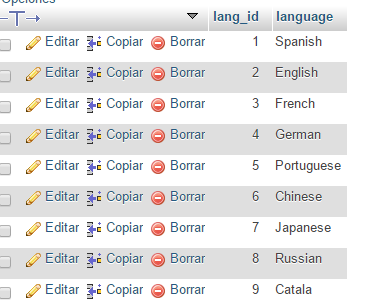 Opciones
lang_id language
Editar Copiar Borrar 1 Spanish
Editar Copiar Borrar 2 English
Editar Copiar Borrar 3 French
Editar Copiar Borrar 4 German
Editar Copiar Borrar 5 Portuguese
Editar Copiar Borrar 6 Chinese
Editar Copiar Borrar 7 Japanese
Editar Copiar Borrar 8 Russian
Editar Copiar Borrar 9 Catala